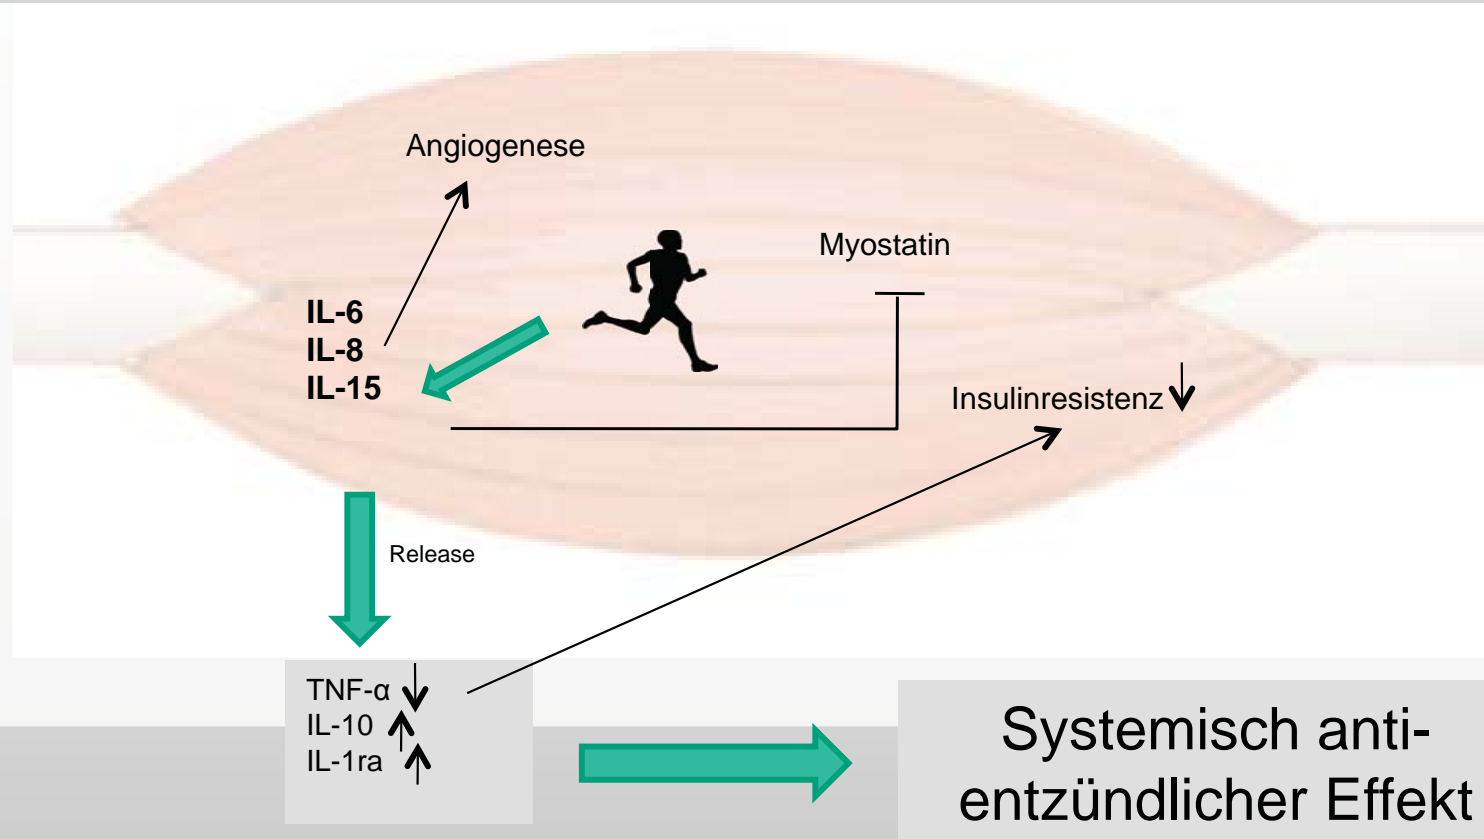 Angiogenese
Myostatin
IL-6
IL-8
IL-15
Insulinresistenz
Release
TNF-α
IL-10
IL-1ra
Systemisch anti-
entzündlicher Effekt